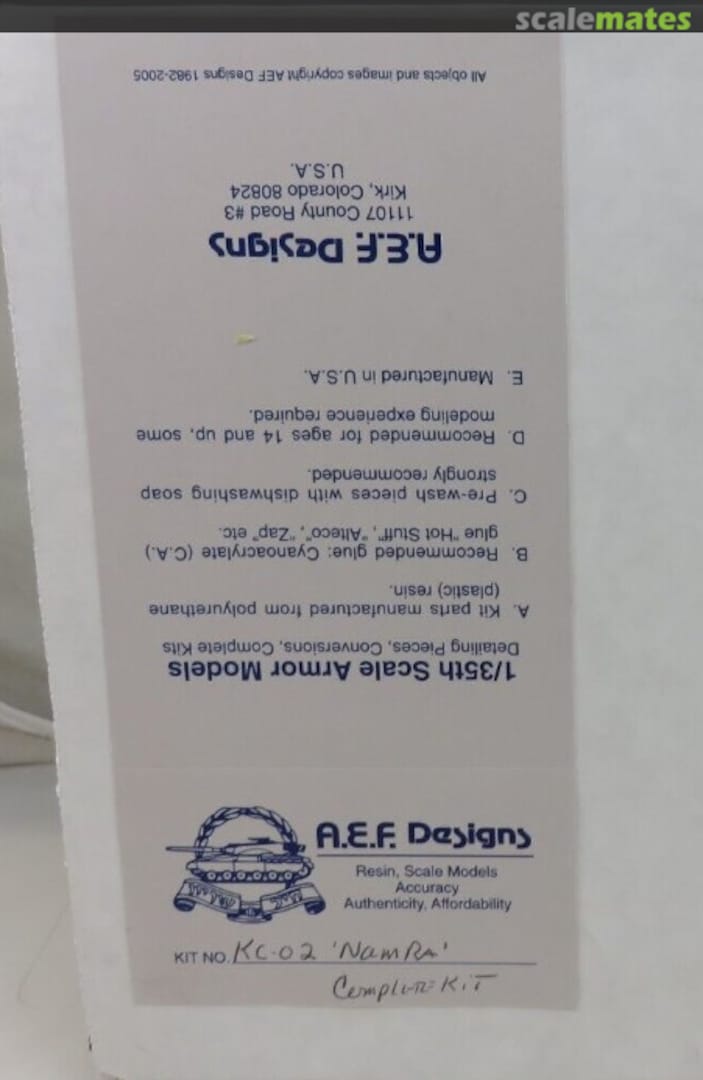 scalemates
A.E.F. Designs
Resin, Scale Models
Accuracy
Authenticity, Affordability
KIT NO. KC-02 'NamRa'
Complete Kit
1/35th Scale Armor Models
Detailing Pieces, Conversions, Complete Kits
A. Kit parts manufactured from polyurethane
(plastic) resin.
B. Recommended glue: Cyanoacrylate (C.A.)
glue "Hot Stuff", "Alteco", "Zap" etc.
C. Pre-wash pieces with dishwashing soap
strongly recommended.
D. Recommended for ages 14 and up, some
modeling experience required.
E. Manufactured in U.S.A.
A.E.F. Designs
11107 County Road #3
Kirk, Colorado 80824
U.S.A.
All objects and images copyright AEF Designs 1982-2005